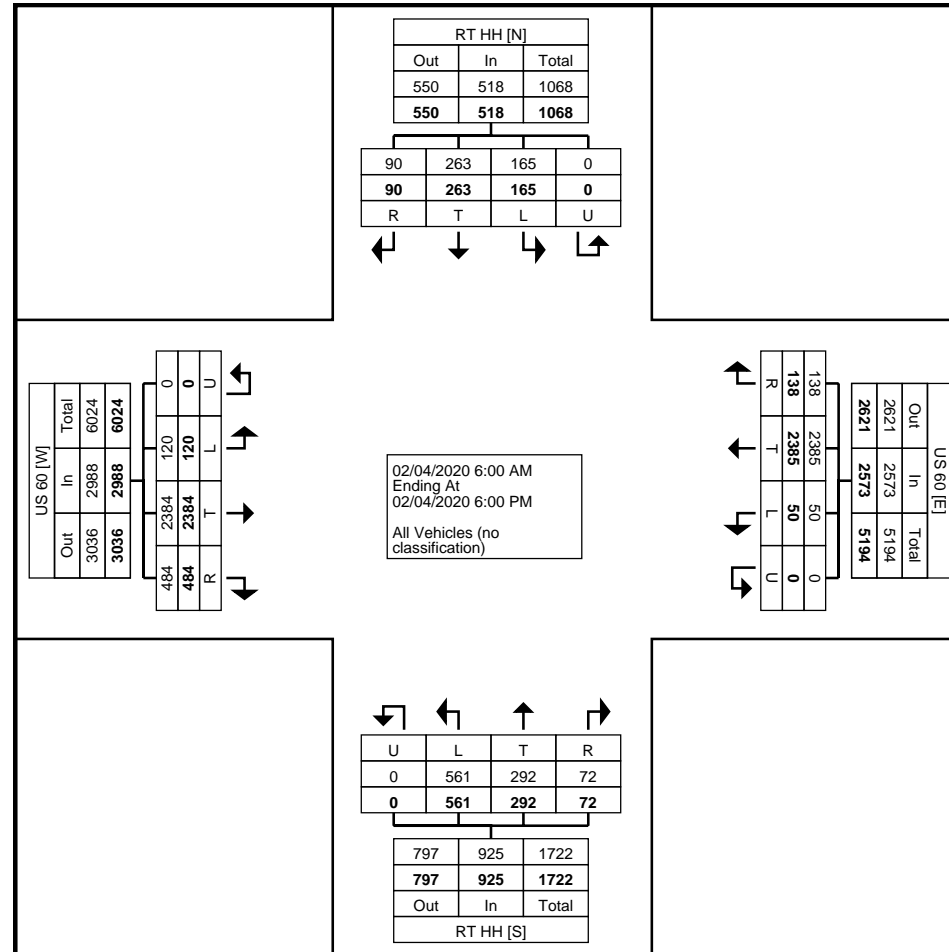 RT HH [N]
Out In Total
550 518 1068
550 518 1068
90 263 165 0
90 263 165 0
R T L U
US 60 [W]
Total In Out
6024 2988 3036
6024 2988 3036
0 120 2384 484
0 120 2384 484
U L T R
02/04/2020 6:00 AM
Ending At
02/04/2020 6:00 PM
All Vehicles (no
classification)
R T L U
138 2385 50 0
138 2385 50 0
2621 2573 5194
2621 2573 5194
Out In Total
US 60 [E]
U L T R
0 561 292 72
0 561 292 72
797 925 1722
797 925 1722
Out In Total
RT HH [S]